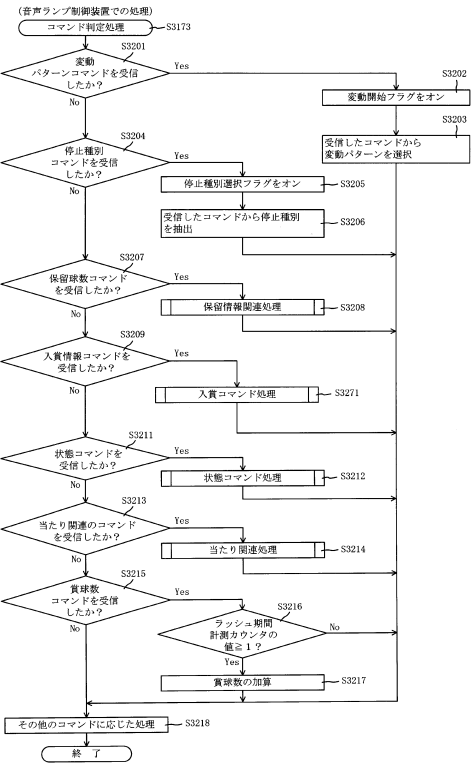 (音声ランプ制御装置での処理)
コマンド判定処理
S3173
S3201
変動
パターンコマンドを受信
したか?
Yes
No
S3202
変動開始フラグをオン
S3203
受信したコマンドから
変動パターンを選択
S3204
停止種別
コマンドを受信
したか?
Yes
No
停止種別選択フラグをオン
S3205
受信したコマンドから停止種別
を抽出
S3206
S3207
保留球数コマンド
を受信したか?
Yes
No
保留情報関連処理
S3208
S3209
入賞情報コマンドを
受信したか?
Yes
No
入賞コマンド処理
S3271
S3211
状態コマンドを
受信したか?
Yes
No
状態コマンド処理
S3212
S3213
当たり関連のコマンド
を受信したか?
Yes
No
当たり関連処理
S3214
S3215
賞球数
コマンドを受信
したか?
Yes
No
S3216
ラッシュ期間
計測カウンタの
値≧1?
No
Yes
賞球数の加算
S3217
その他のコマンドに応じた処理
S3218
終 了